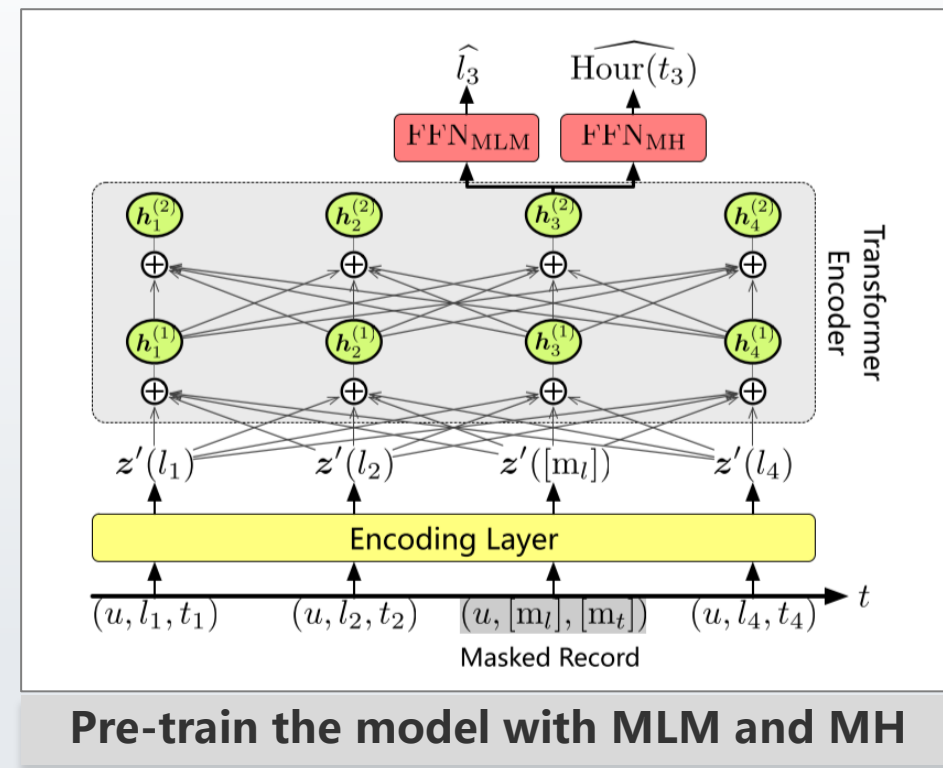 l̂₃ Hour(t₃)^
FFN_MLM FFN_MH
h₁⁽²⁾ h₂⁽²⁾ h₃⁽²⁾ h₄⁽²⁾
h₁⁽¹⁾ h₂⁽¹⁾ h₃⁽¹⁾ h₄⁽¹⁾
Transformer
Encoder
z′(l₁) z′(l₂) z′([m_l]) z′(l₄)
Encoding Layer
t
(u, l₁, t₁) (u, l₂, t₂) (u, [m_l], [m_t]) (u, l₄, t₄)
Masked Record
Pre-train the model with MLM and MH